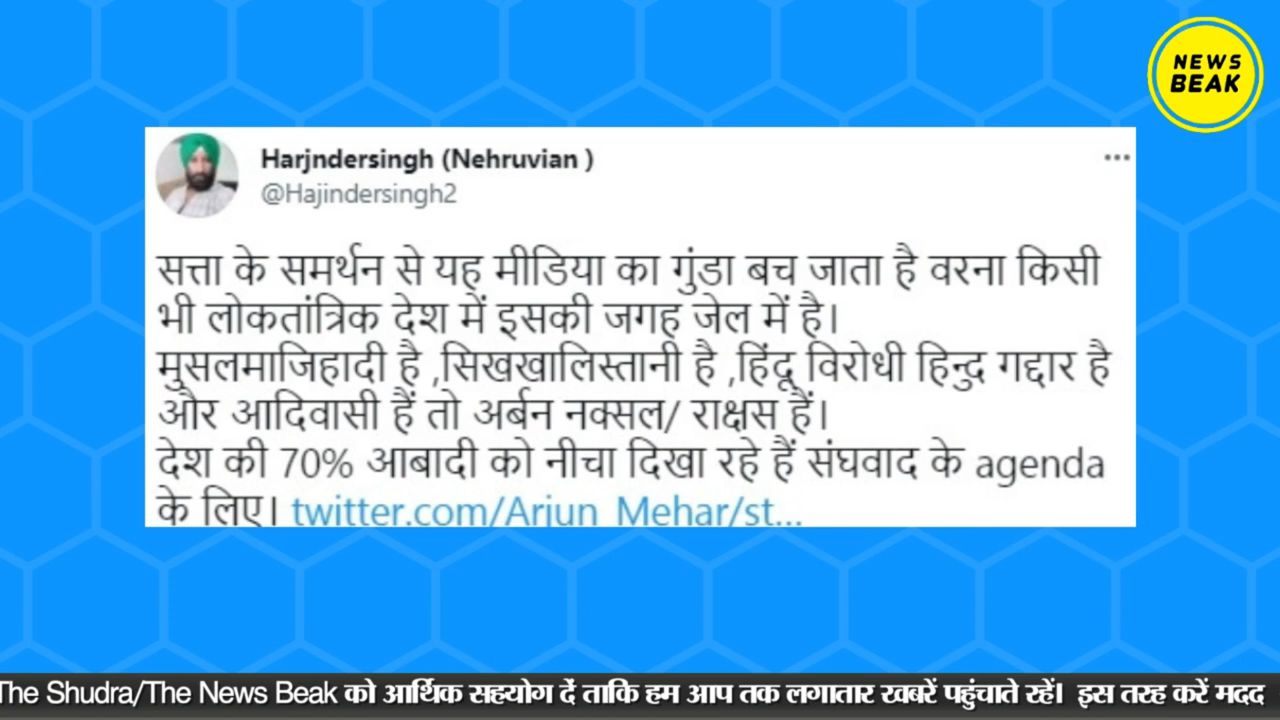 NEWS
BEAK
Harjndersingh (Nehruvian )
@Hajindersingh2
सत्ता के समर्थन से यह मीडिया का गुंडा बच जाता है वरना किसी
भी लोकतांत्रिक देश में इसकी जगह जेल में है।
मुसलमाजिहादी है ,सिखखालिस्तानी है ,हिंदू विरोधी हिन्दु गद्दार है
और आदिवासी हैं तो अर्बन नक्सल/ राक्षस हैं।
देश की 70% आबादी को नीचा दिखा रहे हैं संघवाद के agenda
के लिए। twitter.com/Arjun_Mehar/st...
The Shudra/The News Beak को आर्थिक सहयोग दें ताकि हम आप तक लगातार खबरें पहुंचाते रहें। इस तरह करें मदद